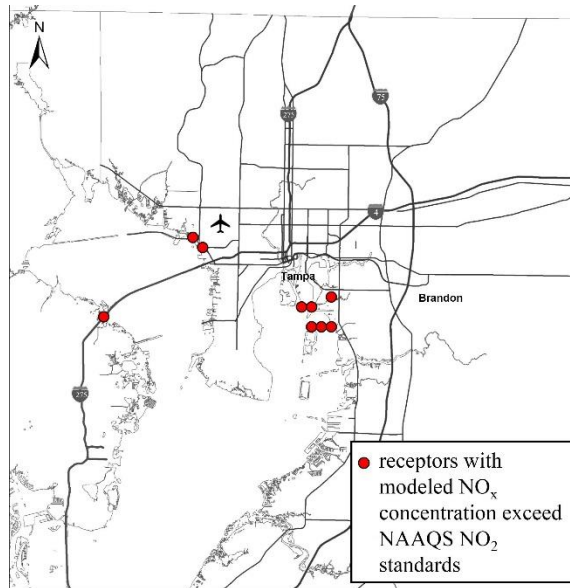 N
75
275
4
Tampa
Brandon
275
receptors with
modeled NOₓ
concentration exceed
NAAQS NO₂
standards